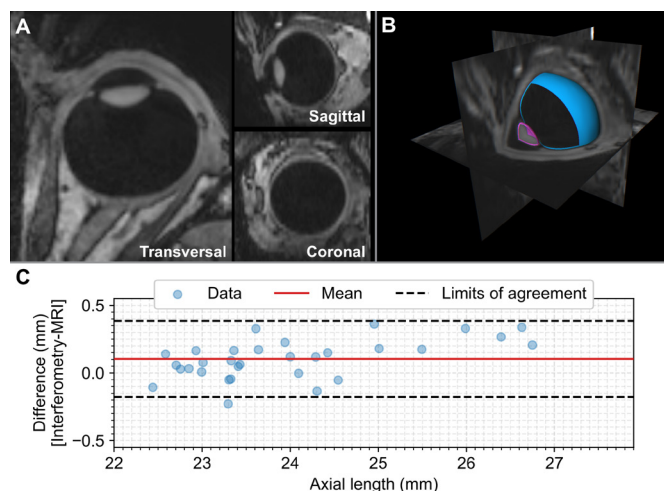 A
B
Sagittal
Transversal
Coronal
C
Data
Mean
Limits of agreement
0.5
0.0
−0.5
Difference (mm)
[Interferometry-MRI]
22
23
24
25
26
27
Axial length (mm)